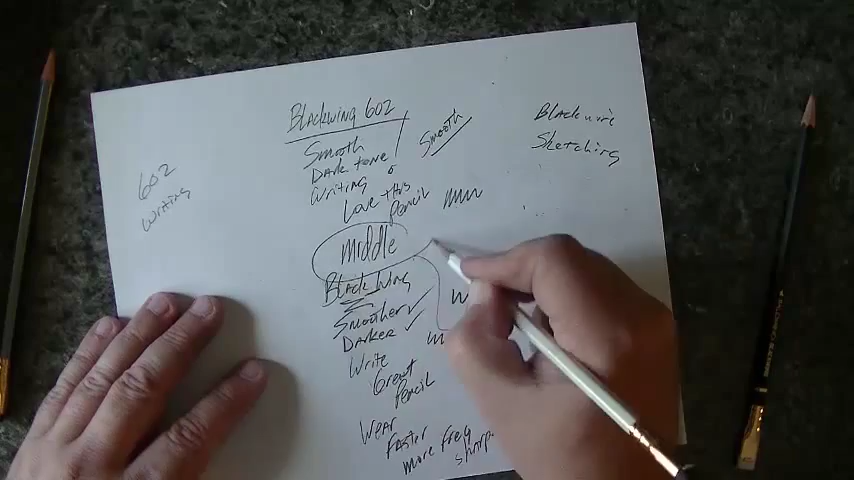 Blackwing 602
Smooth
Dark tone
Writing
Love this
Pencil
Smooth
602
Writing
Blackwing
Sketching
Middle
BlackWing
Smoother ✓
Darker ✓
Write
Great
Pencil
Wear
faster
more freq
sharp